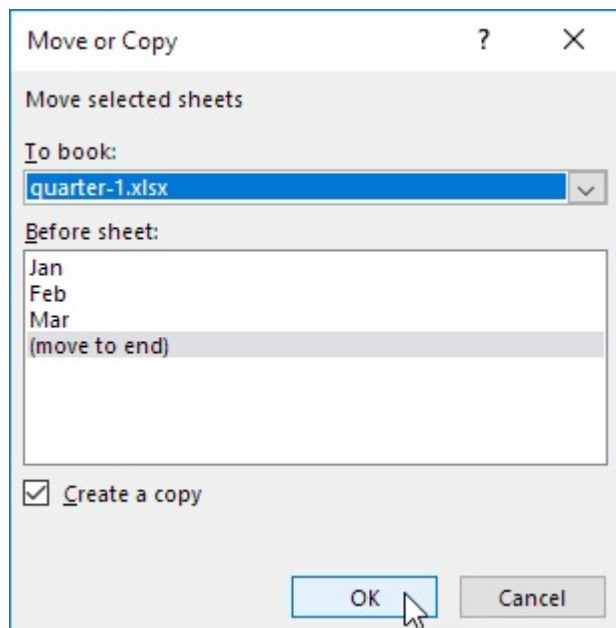 Move or Copy ?
Move selected sheets
To book:
quarter-1.xlsx
Before sheet:
Jan
Feb
Mar
(move to end)
Create a copy
OK Cancel